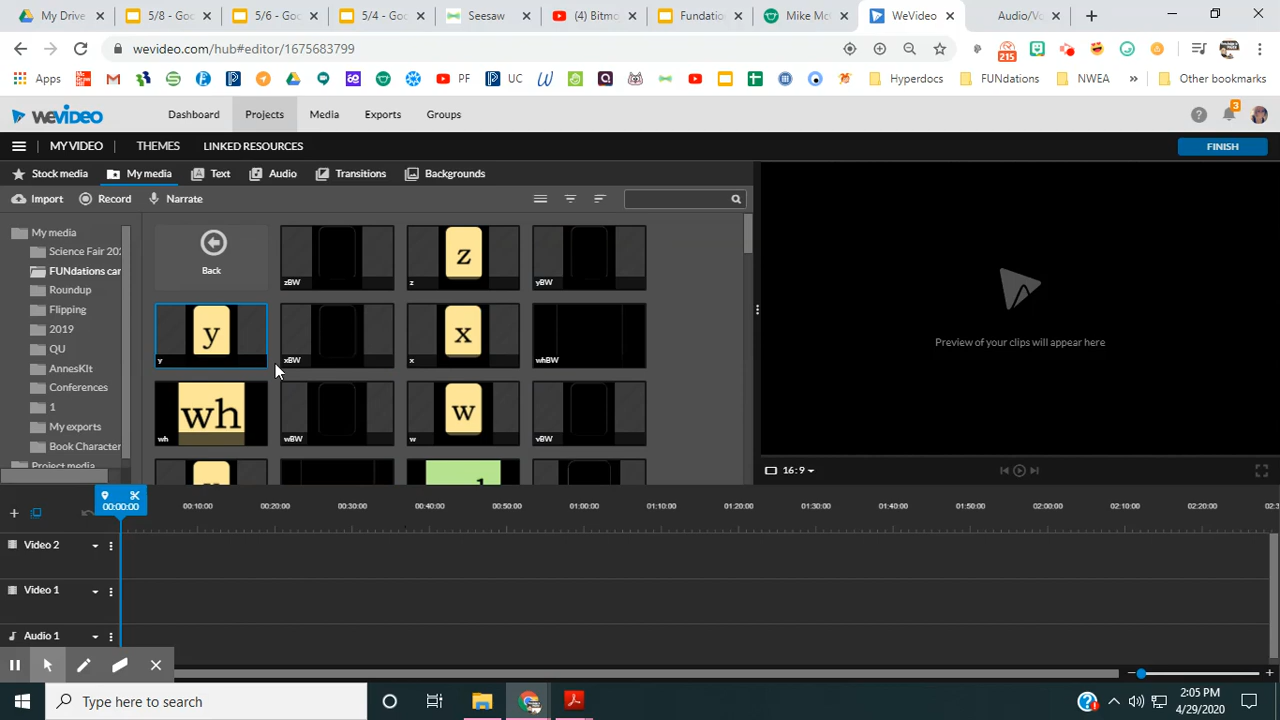 My Drive
5/8 - Goo
5/6 - Goo
5/4 - Goo
Seesaw
(4) Bitmo
Fundatio
Mike Mc
WeVideo
Audio/Vo
wevideo.com/hub#editor/1675683799
215
Apps
PF
UC
Hyperdocs
FUNdations
NWEA
Other bookmarks
wevideo
Dashboard
Projects
Media
Exports
Groups
3
MY VIDEO
THEMES
LINKED RESOURCES
FINISH
Stock media
My media
Text
Audio
Transitions
Backgrounds
Import
Record
Narrate
My media
Science Fair 20
FUNdations car
Roundup
Flipping
2019
QU
AnnesKIt
Conferences
1
My exports
Book Character
Project media
Back
zBW
z
z
yBW
y
y
xBW
x
x
whBW
wh
wh
wBW
w
w
vBW
Preview of your clips will appear here
16:9
00:00:00
00:10:00
00:20:00
00:30:00
00:40:00
00:50:00
01:00:00
01:10:00
01:20:00
01:30:00
01:40:00
01:50:00
02:00:00
02:10:00
02:20:00
Video 2
Video 1
Audio 1
Type here to search
2:05 PM
4/29/2020